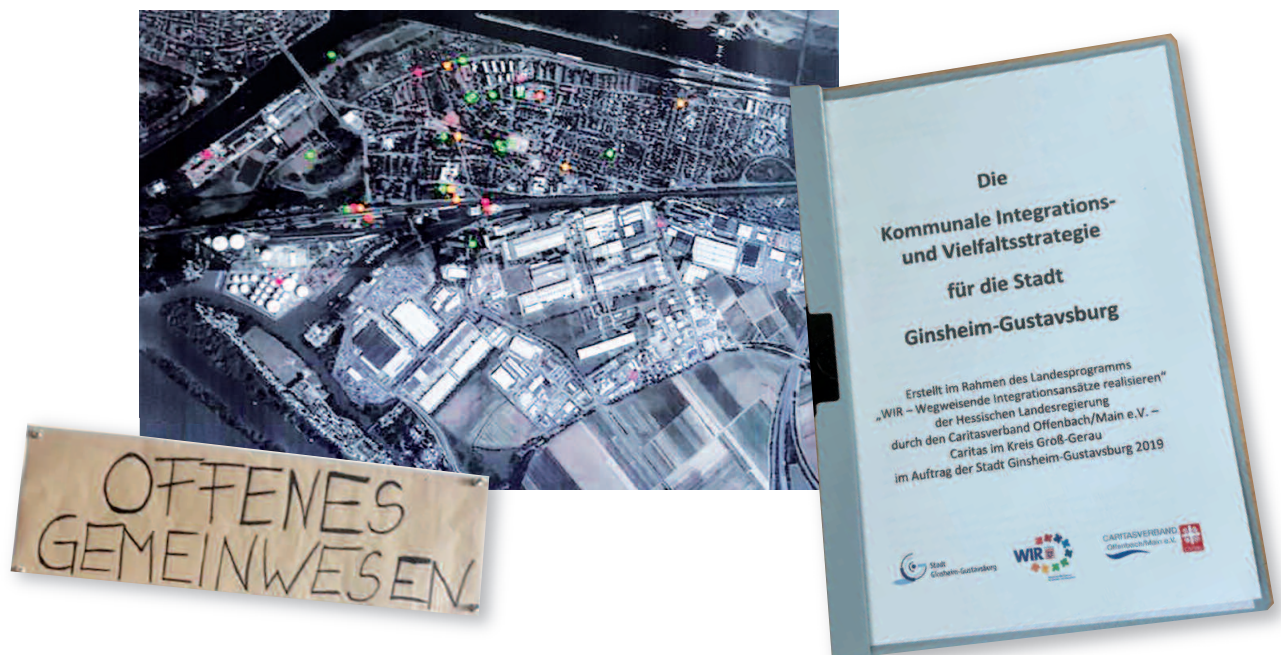 OFFENES
GEMEINWESEN
Die
Kommunale Integrations-
und Vielfaltsstrategie
für die Stadt
Ginsheim-Gustavsburg
Erstellt im Rahmen des Landesprogramms
„WIR – Wegweisende Integrationsansätze realisieren“
der Hessischen Landesregierung
durch den Caritasverband Offenbach/Main e.V. –
Caritas im Kreis Groß-Gerau
im Auftrag der Stadt Ginsheim-Gustavsburg 2019
Stadt
Ginsheim-Gustavsburg
WIR
CARITASVERBAND
Offenbach/Main e.V.